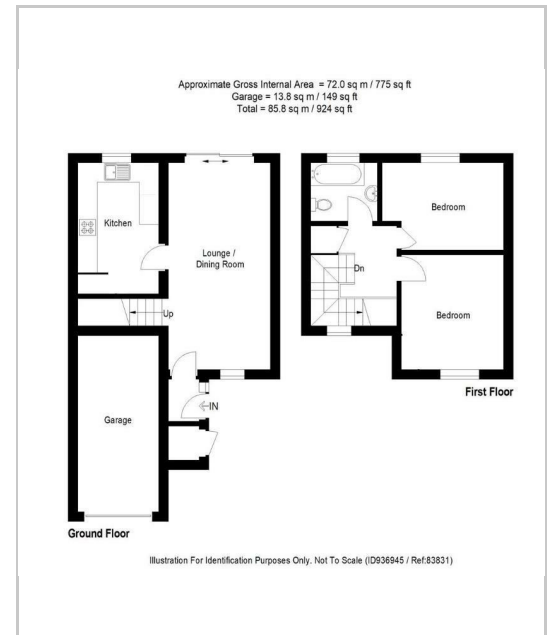 Approximate Gross Internal Area = 72.0 sq m / 775 sq ft
Garage = 13.8 sq m / 149 sq ft
Total = 85.8 sq m / 924 sq ft
Kitchen
Lounge /
Dining Room
Up
IN
Garage
Ground Floor
Bedroom
Dn
Bedroom
First Floor
Illustration For Identification Purposes Only. Not To Scale (ID936945 / Ref:83831)